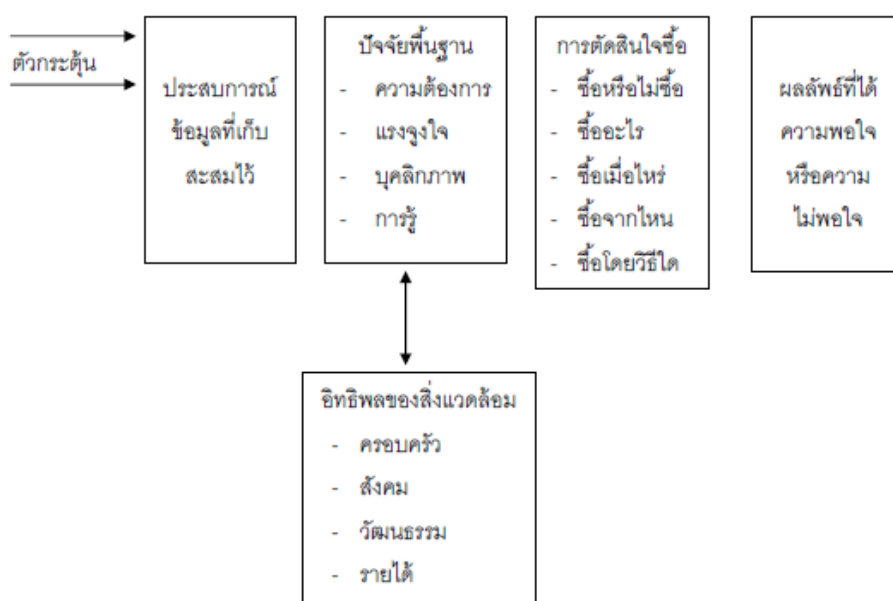 ตัวกระตุ้น
ประสบการณ์
ข้อมูลที่เก็บ
สะสมไว้
ปัจจัยพื้นฐาน
- ความต้องการ
- แรงจูงใจ
- บุคลิกภาพ
- การรู้
การตัดสินใจซื้อ
- ซื้อหรือไม่ซื้อ
- ซื้ออะไร
- ซื้อเมื่อไหร่
- ซื้อจากไหน
- ซื้อโดยวิธีใด
ผลลัพธ์ที่ได้
ความพอใจ
หรือความ
ไม่พอใจ
อิทธิพลของสิ่งแวดล้อม
- ครอบครัว
- สังคม
- วัฒนธรรม
- รายได้